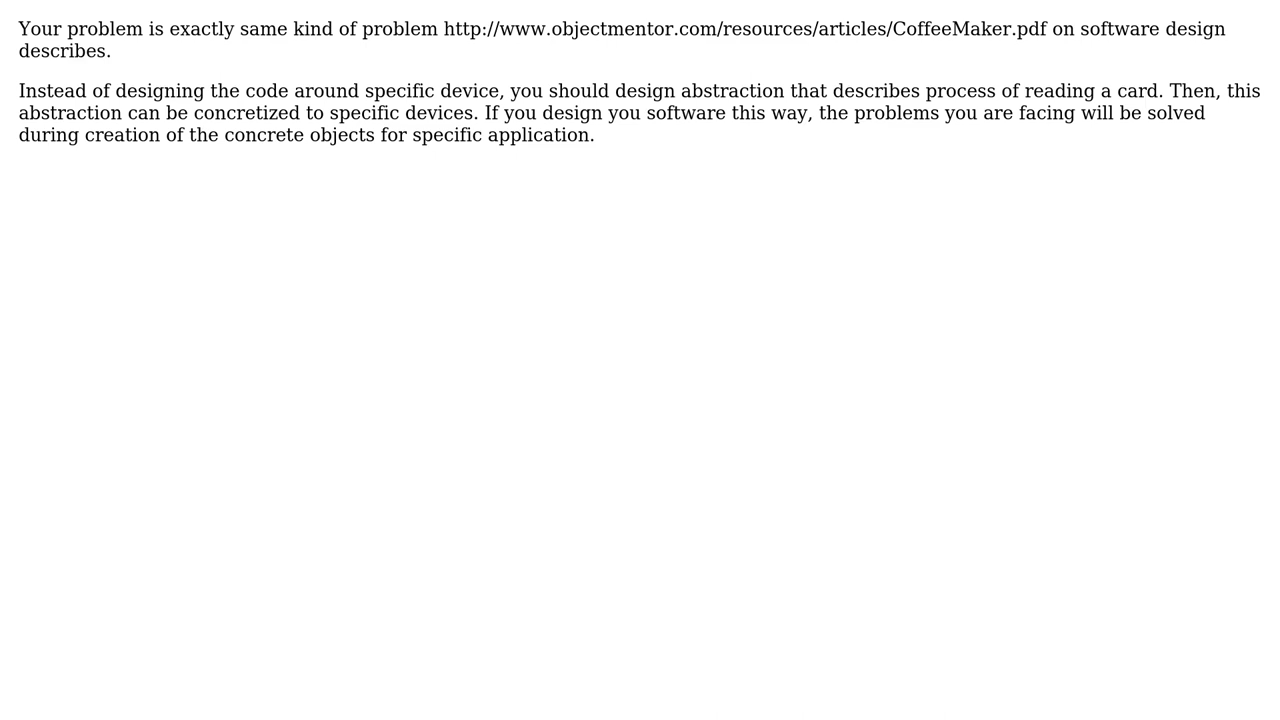 Your problem is exactly same kind of problem http://www.objectmentor.com/resources/articles/CoffeeMaker.pdf on software design
describes.
Instead of designing the code around specific device, you should design abstraction that describes process of reading a card. Then, this
abstraction can be concretized to specific devices. If you design you software this way, the problems you are facing will be solved
during creation of the concrete objects for specific application.